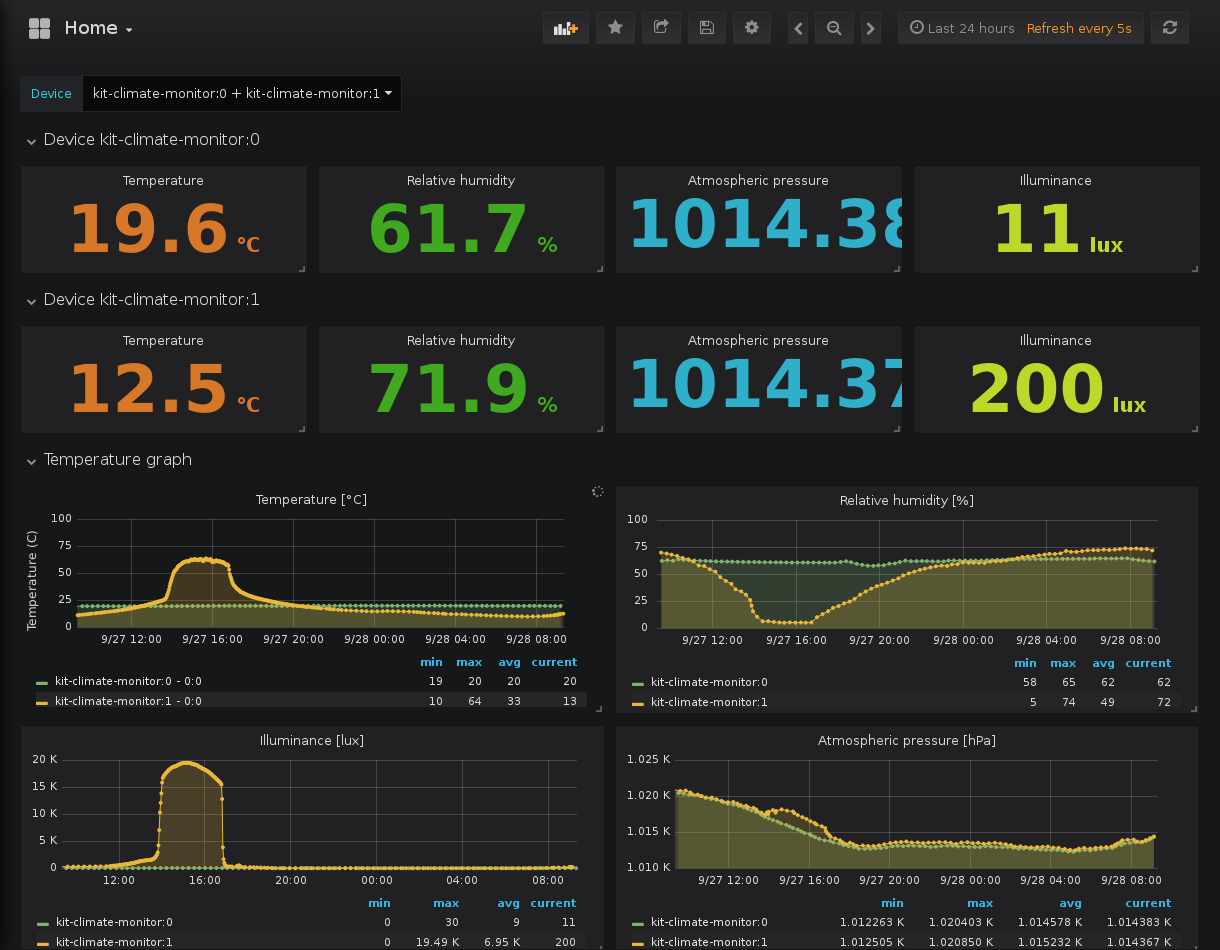 Home
Last 24 hours Refresh every 5s
Device kit-climate-monitor:0 + kit-climate-monitor:1
Device kit-climate-monitor:0
Temperature Relative humidity Atmospheric pressure Illuminance
19.6 °C 61.7 % 1014.38 11 lux
Device kit-climate-monitor:1
Temperature Relative humidity Atmospheric pressure Illuminance
12.5 °C 71.9 % 1014.37 200 lux
Temperature graph
Temperature [°C]
Temperature (C)
100
75
50
25
0
9/27 12:00 9/27 16:00 9/27 20:00 9/28 00:00 9/28 04:00 9/28 08:00
min max avg current
kit-climate-monitor:0 - 0:0 19 20 20 20
kit-climate-monitor:1 - 0:0 10 64 33 13
Relative humidity [%]
100
75
50
25
0
9/27 12:00 9/27 16:00 9/27 20:00 9/28 00:00 9/28 04:00 9/28 08:00
min max avg current
kit-climate-monitor:0 58 65 62 62
kit-climate-monitor:1 5 74 49 72
Illuminance [lux]
20 K
15 K
10 K
5 K
0
12:00 16:00 20:00 00:00 04:00 08:00
min max avg current
kit-climate-monitor:0 0 30 9 11
kit-climate-monitor:1 0 19.49 K 6.95 K 200
Atmospheric pressure [hPa]
1.025 K
1.020 K
1.015 K
1.010 K
9/27 12:00 9/27 16:00 9/27 20:00 9/28 00:00 9/28 04:00 9/28 08:00
min max avg current
kit-climate-monitor:0 1.012263 K 1.020403 K 1.014578 K 1.014383 K
kit-climate-monitor:1 1.012505 K 1.020850 K 1.015232 K 1.014367 K